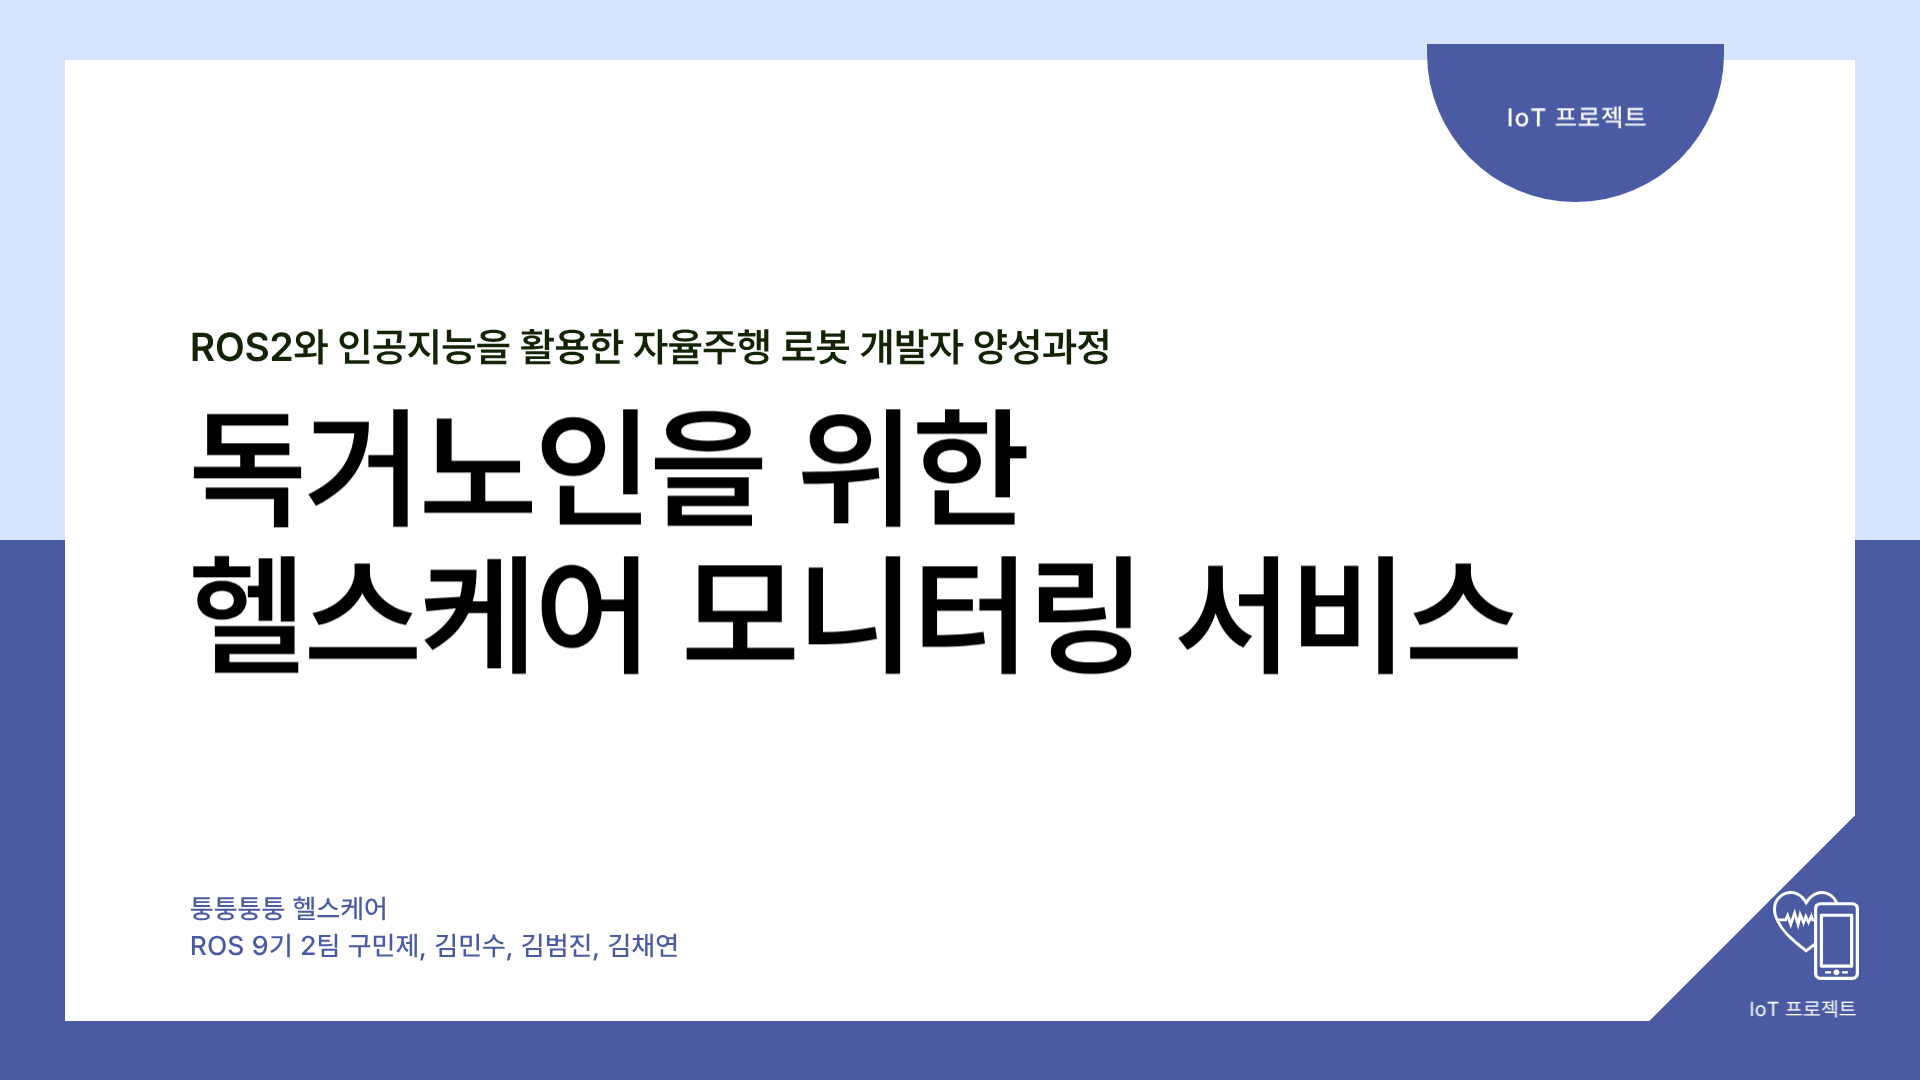 IoT 프로젝트
ROS2와 인공지능을 활용한 자율주행 로봇 개발자 양성과정
독거노인을 위한
헬스케어 모니터링 서비스
퉁퉁퉁퉁 헬스케어
ROS 9기 2팀 구민제, 김민수, 김범진, 김채연
IoT 프로젝트